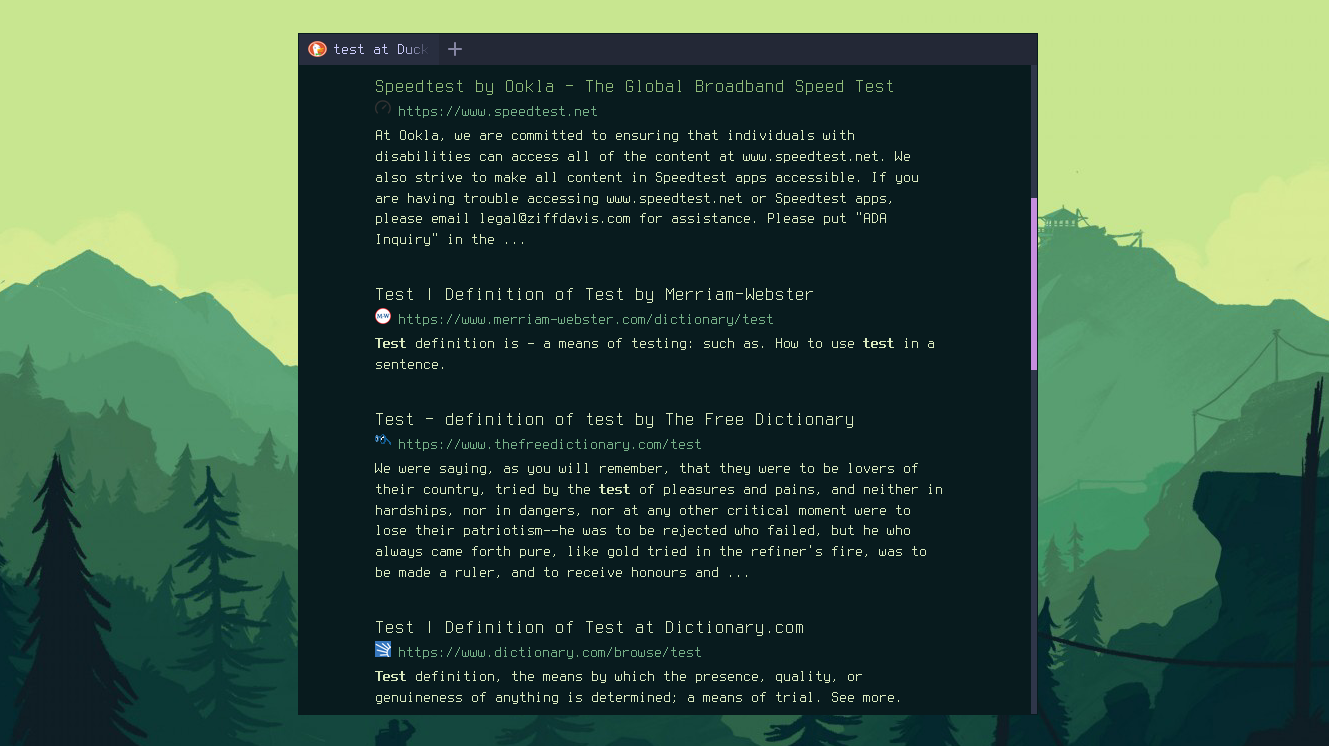 test at Duck
Speedtest by Ookla - The Global Broadband Speed Test
https://www.speedtest.net
At Ookla, we are committed to ensuring that individuals with
disabilities can access all of the content at www.speedtest.net. We
also strive to make all content in Speedtest apps accessible. If you
are having trouble accessing www.speedtest.net or Speedtest apps,
please email legal@ziffdavis.com for assistance. Please put "ADA
Inquiry" in the ...
Test | Definition of Test by Merriam-Webster
M-W https://www.merriam-webster.com/dictionary/test
Test definition is - a means of testing: such as. How to use test in a
sentence.
Test - definition of test by The Free Dictionary
https://www.thefreedictionary.com/test
We were saying, as you will remember, that they were to be lovers of
their country, tried by the test of pleasures and pains, and neither in
hardships, nor in dangers, nor at any other critical moment were to
lose their patriotism--he was to be rejected who failed, but he who
always came forth pure, like gold tried in the refiner's fire, was to
be made a ruler, and to receive honours and ...
Test | Definition of Test at Dictionary.com
https://www.dictionary.com/browse/test
Test definition, the means by which the presence, quality, or
genuineness of anything is determined; a means of trial. See more.